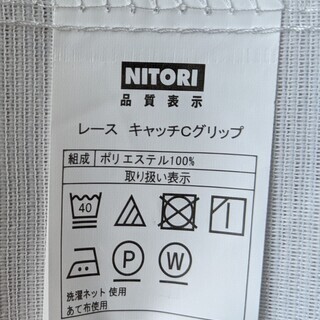 NITORI
品質表示
レース キャッチCグリップ
組成 ポリエステル100%
取り扱い表示
40
P W
洗濯ネット 使用
あて布使用